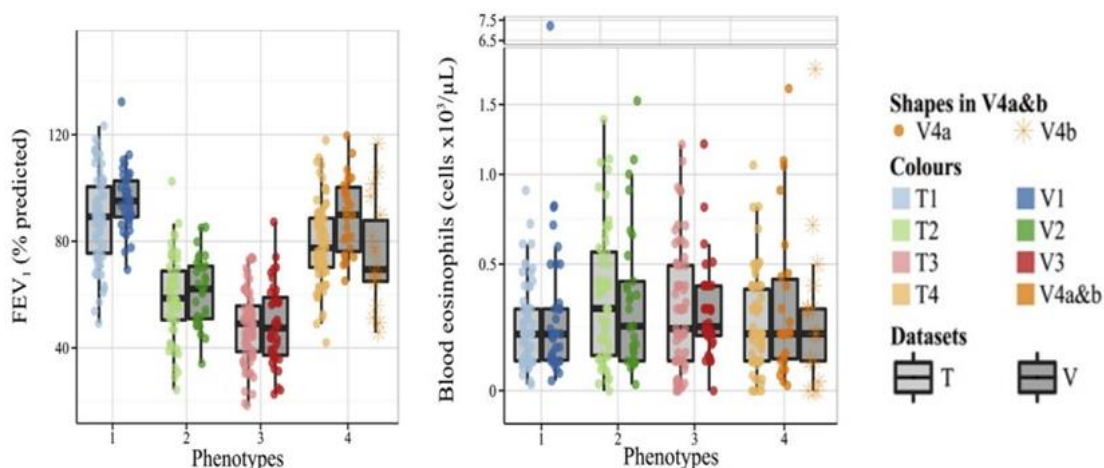 FEV₁ (% predicted)
120
80
40
1 2 3 4
Phenotypes
Blood eosinophils (cells x10³/μL)
7.5
6.5
1.5
1.0
0.5
0
1 2 3 4
Phenotypes
Shapes in V4a&b
V4a V4b
Colours
T1 V1
T2 V2
T3 V3
T4 V4a&b
Datasets
T V